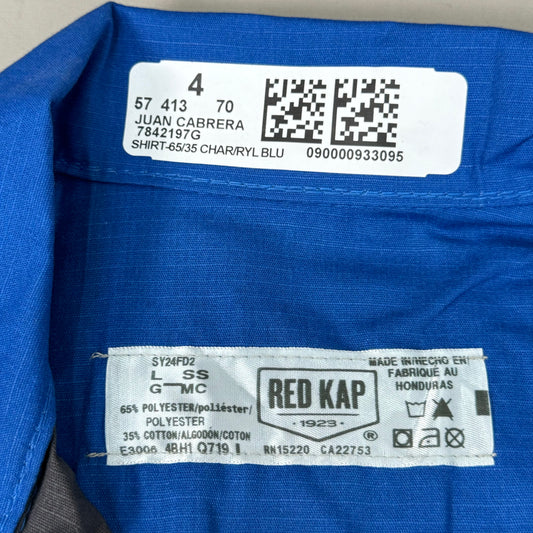 4
57 413 70
JUAN CABRERA
7842197G
SHIRT-65/35 CHAR/RYL BLU
090000933095
SY24FD2
L SS
G MC
65% POLYESTER/poliéster/
POLYESTER
35% COTTON/ALGODÓN/COTON
E3006 4BH1 Q719
RED KAP
1923
®
RN15220 CA22753
MADE IN/HECHO EN/
FABRIQUÉ AU
HONDURAS